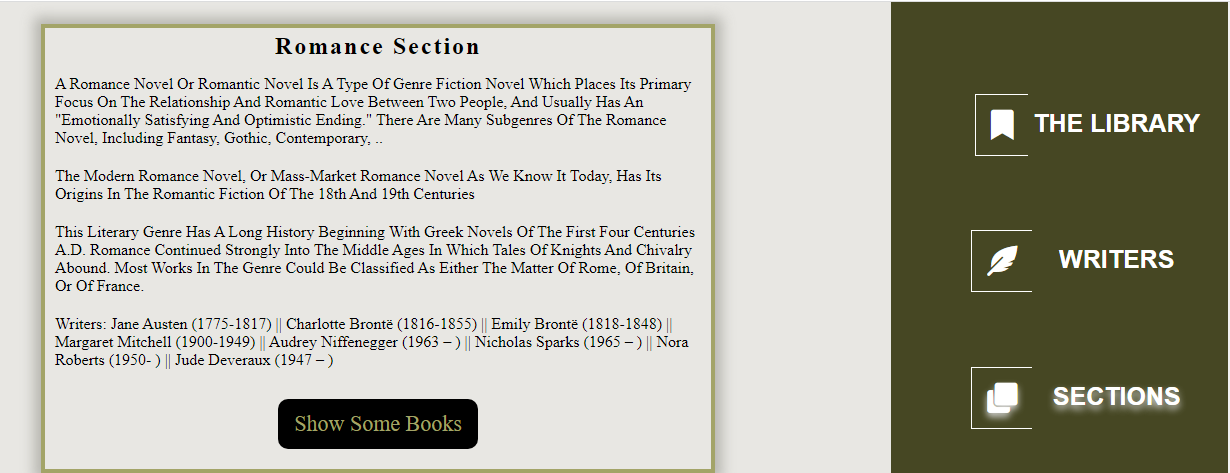 Romance Section
A Romance Novel Or Romantic Novel Is A Type Of Genre Fiction Novel Which Places Its Primary
Focus On The Relationship And Romantic Love Between Two People, And Usually Has An
"Emotionally Satisfying And Optimistic Ending." There Are Many Subgenres Of The Romance
Novel, Including Fantasy, Gothic, Contemporary, ..
The Modern Romance Novel, Or Mass-Market Romance Novel As We Know It Today, Has Its
Origins In The Romantic Fiction Of The 18th And 19th Centuries
This Literary Genre Has A Long History Beginning With Greek Novels Of The First Four Centuries
A.D. Romance Continued Strongly Into The Middle Ages In Which Tales Of Knights And Chivalry
Abound. Most Works In The Genre Could Be Classified As Either The Matter Of Rome, Of Britain,
Or Of France.
Writers: Jane Austen (1775-1817) || Charlotte Brontë (1816-1855) || Emily Brontë (1818-1848) ||
Margaret Mitchell (1900-1949) || Audrey Niffenegger (1963 – ) || Nicholas Sparks (1965 – ) || Nora
Roberts (1950- ) || Jude Deveraux (1947 – )
Show Some Books
THE LIBRARY
WRITERS
SECTIONS